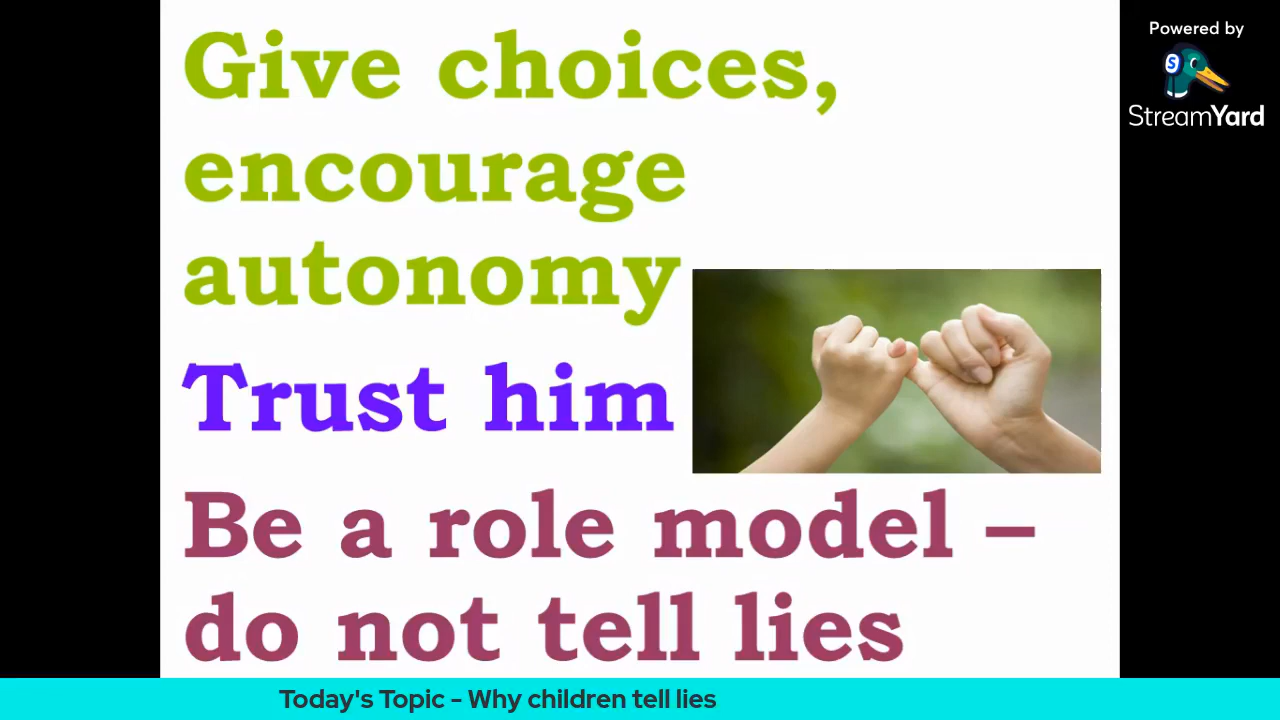 Give choices,
encourage
autonomy
Trust him
Be a role model –
do not tell lies
Powered by
S
StreamYard
Today's Topic - Why children tell lies